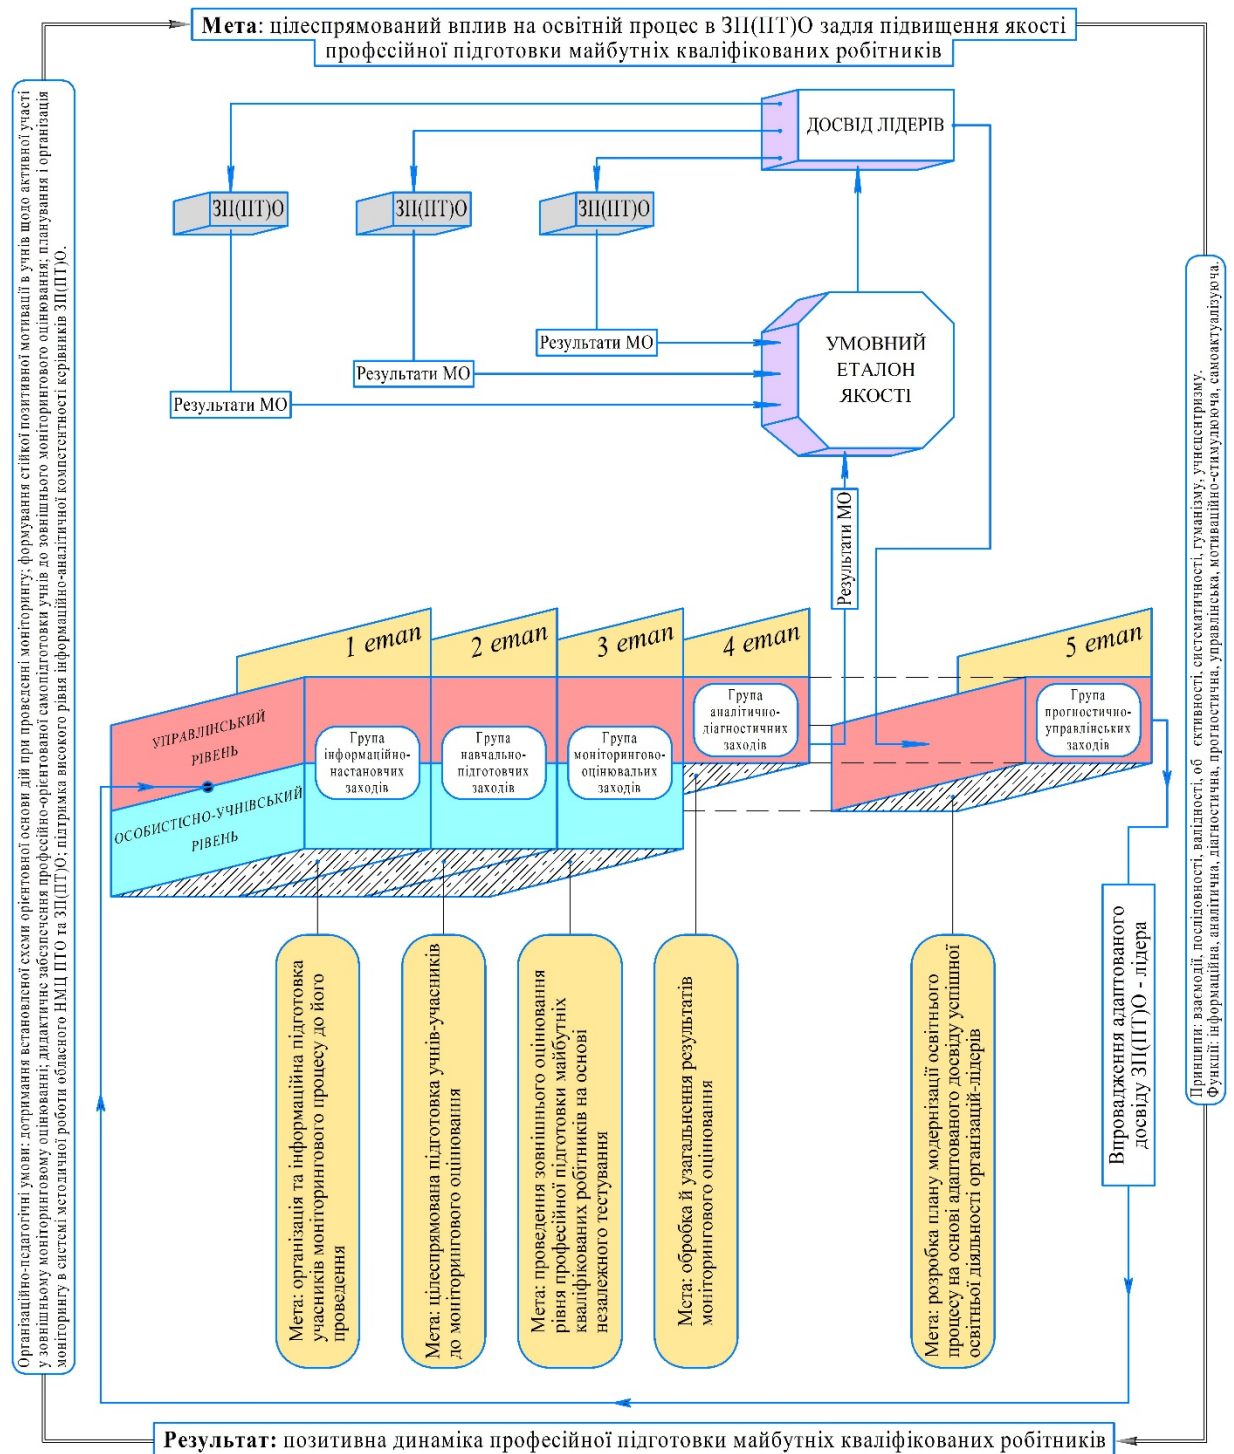 Мета: цілеспрямований вплив на освітній процес в ЗП(ПТ)О задля підвищення якості
професійної підготовки майбутніх кваліфікованих робітників
Організаційно-педагогічні умови: дотримання встановленої схеми орієнтовної основи дій при проведенні моніторингу; формування стійкої позитивної мотивації в учнів щодо активної участі
у зовнішньому моніторинговому оцінюванні; дидактичне забезпечення професійно-орієнтованої самопідготовки учнів до зовнішнього моніторингового оцінювання; планування і організація
моніторингу в системі методичної роботи обласного НМЦ ПТО та ЗП(ПТ)О; підтримка високого рівня інформаційно-аналітичної компетентності керівників ЗП(ПТ)О.
ДОСВІД ЛІДЕРІВ
ЗП(ПТ)О
ЗП(ПТ)О
ЗП(ПТ)О
УМОВНИЙ
ЕТАЛОН
ЯКОСТІ
Результати МО
Результати МО
Результати МО
Результати МО
1 етап
2 етап
3 етап
4 етап
5 етап
УПРАВЛІНСЬКИЙ
РІВЕНЬ
ОСОБИСТІСНО-УЧНІВСЬКИЙ
РІВЕНЬ
Група
інформаційно-
настановчих
заходів
Група
навчально-
підготовчих
заходів
Група
моніторингово-
оцінювальних
заходів
Група
аналітично-
діагностичних
заходів
Група
прогностично-
управлінських
заходів
Мета: організація та інформаційна підготовка
учасників моніторингового процесу до його
проведення
Мета: цілеспрямована підготовка учнів-учасників
до моніторингового оцінювання
Мета: проведення зовнішнього оцінювання
рівня професійної підготовки майбутніх
кваліфікованих робітників на основі
незалежного тестування
Мета: обробка й узагальнення результатів
моніторингового оцінювання
Мета: розробка плану модернізації освітнього
процесу на основі адаптованого досвіду успішної
освітньої діяльності організацій-лідерів
Впровадження адаптованого
досвіду ЗП(ПТ)О - лідера
Принципи: взаємодії, послідовності, валідності, об єктивності, систематичності, гуманізму, учнецентризму.
Функції: інформаційна, аналітична, діагностична, прогностична, управлінська, мотиваційно-стимулююча, самоактуалізуюча.
Результат: позитивна динаміка професійної підготовки майбутніх кваліфікованих робітників